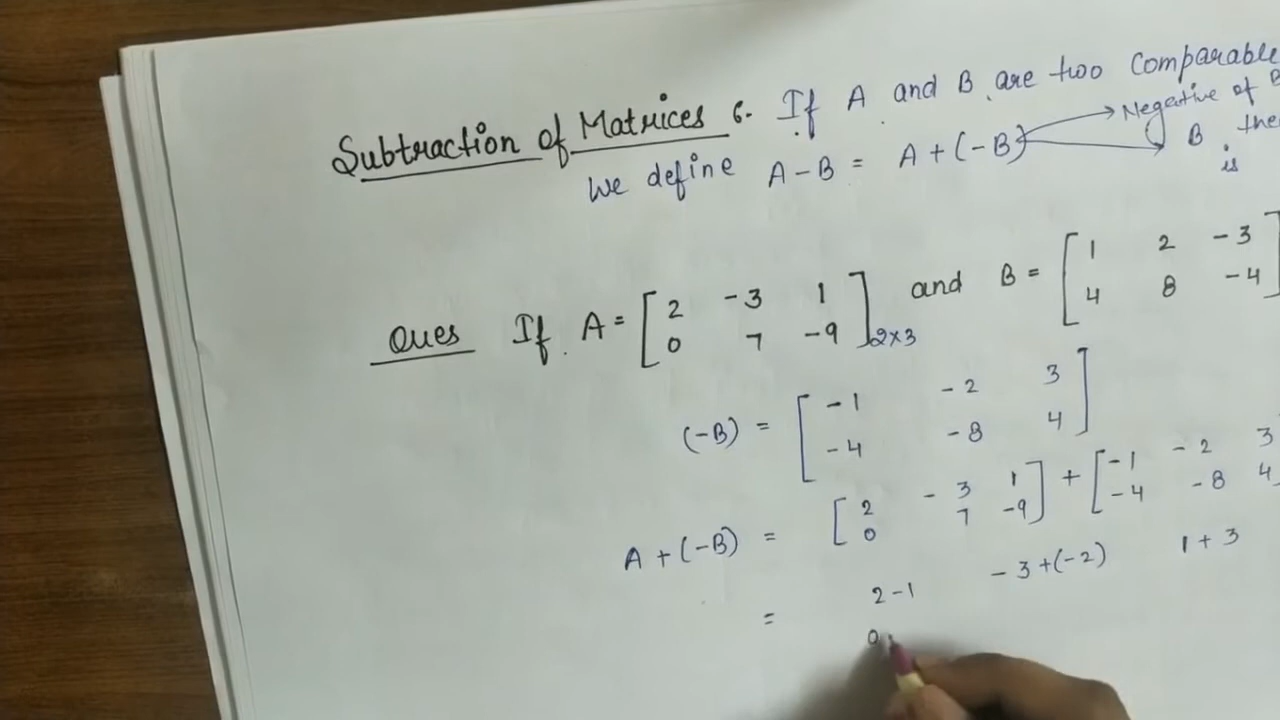 Subtraction of Matrices :- If A and B are two Comparable
Negative of B
We define A - B = A + (-B) B the
is
Ques If A = [ 2 -3 1 and B = [ 1 2 -3
0 7 -9 ] 2x3 4 8 -4 ]
(-B) = [ -1 -2 3
-4 -8 4 ]
A + (-B) = [ 2 -3 1 ] + [ -1 -2 3
0 7 -9 -4 -8 4 ]
= 2-1 -3+(-2) 1+3
0